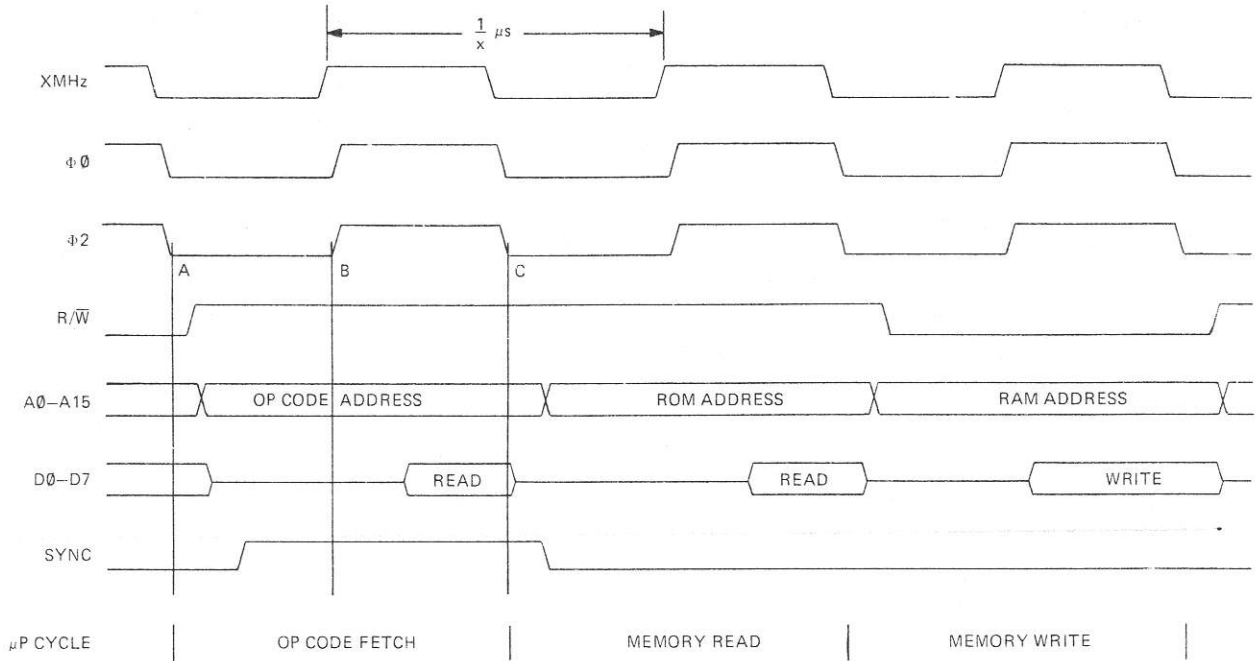 1/x μs
XMHz
Φ0
Φ2
A B C
R/W̅
A0–A15 OP CODE ADDRESS ROM ADDRESS RAM ADDRESS
D0–D7 READ READ WRITE
SYNC
μP CYCLE OP CODE FETCH MEMORY READ MEMORY WRITE